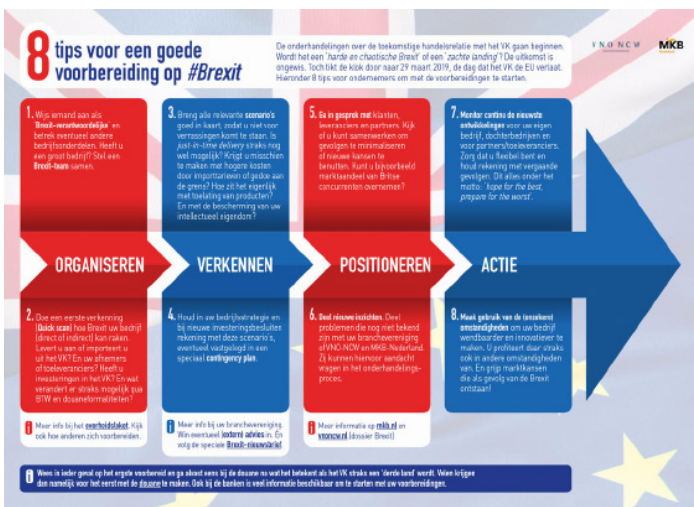 8 tips voor een goede
voorbereiding op #Brexit
De onderhandelingen over de toekomstige handelsrelatie met het VK gaan beginnen.
Wordt het een 'harde en chaotische Brexit' of een 'zachte landing'? De uitkomst is
ongewis. Toch tikt de klok door naar 29 maart 2019, de dag dat het VK de EU verlaat.
Hieronder 8 tips voor ondernemers om met de voorbereidingen te starten.
VNO NCW
MKB
1. Wijs iemand aan als
'Brexit-verantwoordelijke' en
betrek eventueel andere
bedrijfsonderdelen. Heeft u
een groot bedrijf? Stel een
Brexit-team samen.
ORGANISEREN
2. Doe een eerste verkenning
(Quick scan) hoe Brexit uw bedrijf
(direct of indirect) kan raken.
Levert u aan of importeert u
uit het VK? En uw afnemers
of toeleveranciers? Heeft u
investeringen in het VK? En wat
verandert er straks mogelijk qua
BTW en douaneformaliteiten?
Meer info bij het overheidsloket. Kijk
ook hoe anderen zich voorbereiden.
3. Breng alle relevante scenario's
goed in kaart, zodat u niet voor
verrassingen komt te staan. Is
just-in-time delivery straks nog
wel mogelijk? Krijgt u misschien
te maken met hogere kosten
door importtarieven of gedoe aan
de grens? Hoe zit het eigenlijk
met toelating van producten?
En met de bescherming van uw
intellectueel eigendom?
VERKENNEN
4. Houd in uw bedrijfsstrategie en
bij nieuwe investeringsbesluiten
rekening met deze scenario's,
eventueel vastgelegd in een
speciaal contingency plan.
Meer info bij uw branchevereniging.
Win eventueel (extern) advies in. En
volg de speciale Brexit-nieuwsbrief.
5. Ga in gesprek met klanten,
leveranciers en partners. Kijk
of u kunt samenwerken om
gevolgen te minimaliseren
of nieuwe kansen te
benutten. Kunt u bijvoorbeeld
marktaandeel van Britse
concurrenten overnemen?
POSITIONEREN
6. Deel nieuwe inzichten. Deel
problemen die nog niet bekend
zijn met uw branchevereniging
of VNO-NCW en MKB-Nederland.
Zij kunnen hiervoor aandacht
vragen in het onderhandelings-
proces.
Meer informatie op mkb.nl en
vnoncw.nl (dossier Brexit)
7. Monitor continu de nieuwste
ontwikkelingen voor uw eigen
bedrijf, dochterbedrijven en
voor partners/toeleveranciers.
Zorg dat u flexibel bent en
houd rekening met vergaande
gevolgen. Dit alles onder het
motto: 'hope for the best,
prepare for the worst'.
ACTIE
8. Maak gebruik van de (onzekere)
omstandigheden om uw bedrijf
wendbaarder en innovatiever te
maken. U profiteert daar straks
ook in andere omstandigheden
van. En grijp marktkansen
die als gevolg van de Brexit
ontstaan!
Wees in ieder geval op het ergste voorbereid en ga alvast eens bij de douane na wat het betekent als het VK straks een 'derde land' wordt. Velen krijgen
dan namelijk voor het eerst met de douane te maken. Ook bij de banken is veel informatie beschikbaar om te starten met uw voorbereidingen.